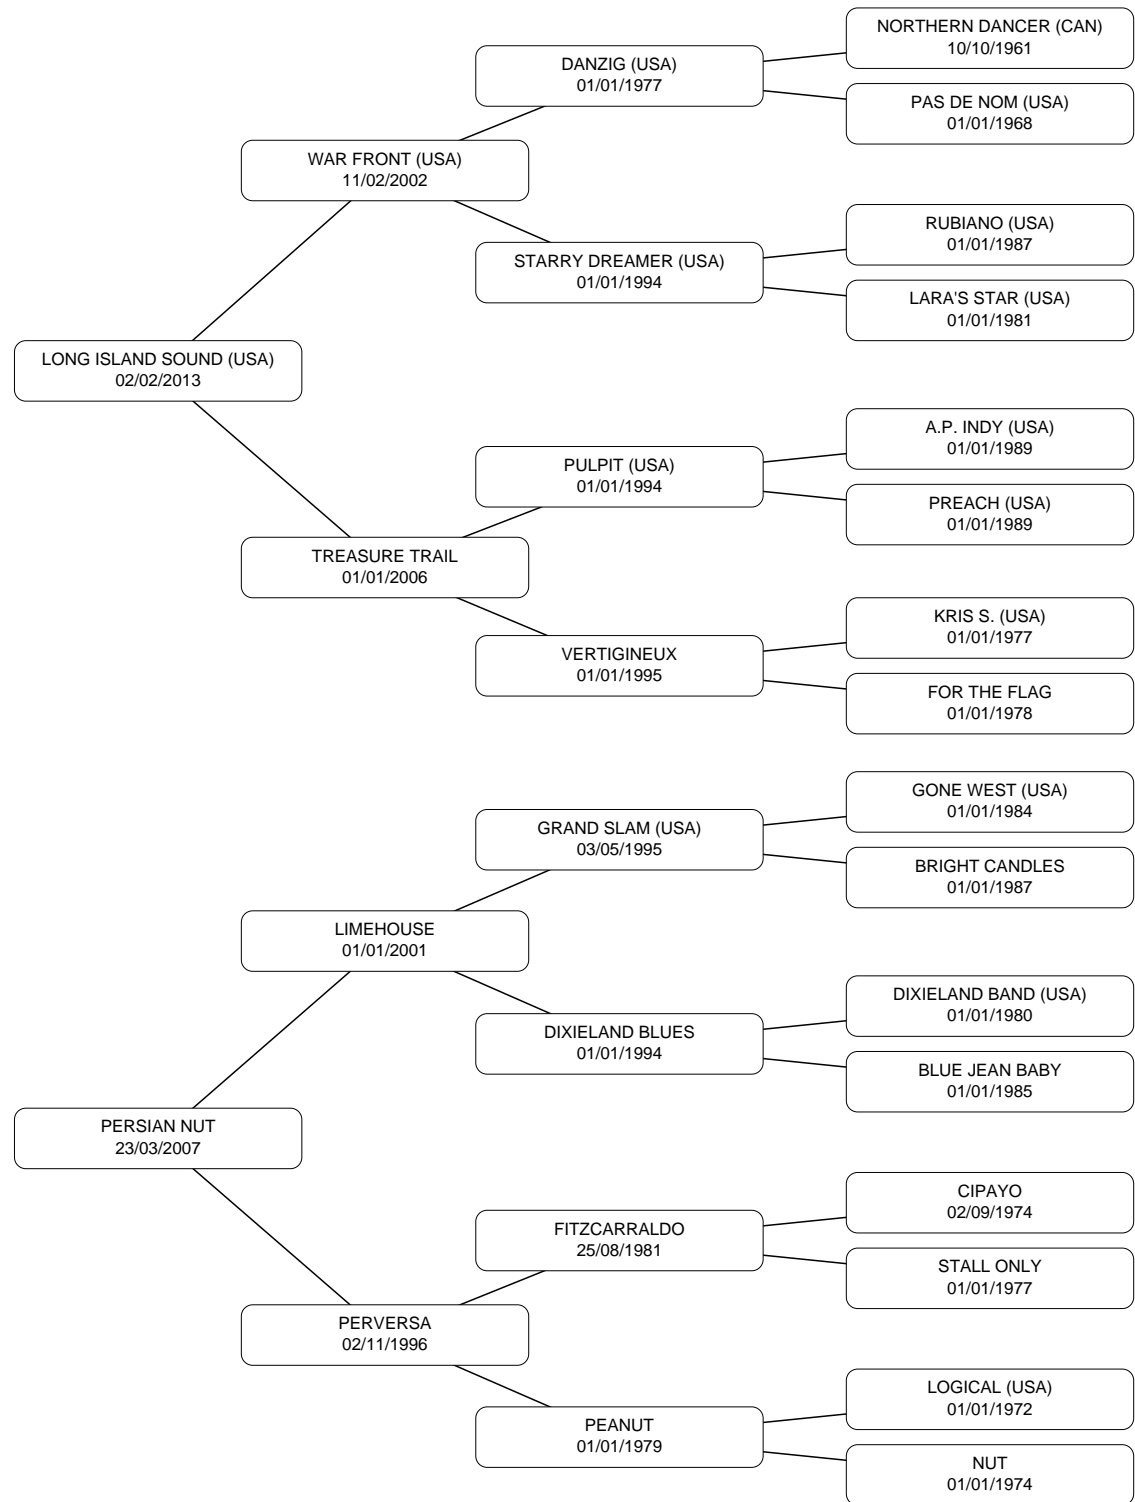 NORTHERN DANCER (CAN)
10/10/1961
DANZIG (USA)
01/01/1977
PAS DE NOM (USA)
01/01/1968
WAR FRONT (USA)
11/02/2002
RUBIANO (USA)
01/01/1987
STARRY DREAMER (USA)
01/01/1994
LARA'S STAR (USA)
01/01/1981
LONG ISLAND SOUND (USA)
02/02/2013
A.P. INDY (USA)
01/01/1989
PULPIT (USA)
01/01/1994
PREACH (USA)
01/01/1989
TREASURE TRAIL
01/01/2006
KRIS S. (USA)
01/01/1977
VERTIGINEUX
01/01/1995
FOR THE FLAG
01/01/1978
GONE WEST (USA)
01/01/1984
GRAND SLAM (USA)
03/05/1995
BRIGHT CANDLES
01/01/1987
LIMEHOUSE
01/01/2001
DIXIELAND BAND (USA)
01/01/1980
DIXIELAND BLUES
01/01/1994
BLUE JEAN BABY
01/01/1985
PERSIAN NUT
23/03/2007
CIPAYO
02/09/1974
FITZCARRALDO
25/08/1981
STALL ONLY
01/01/1977
PERVERSA
02/11/1996
LOGICAL (USA)
01/01/1972
PEANUT
01/01/1979
NUT
01/01/1974